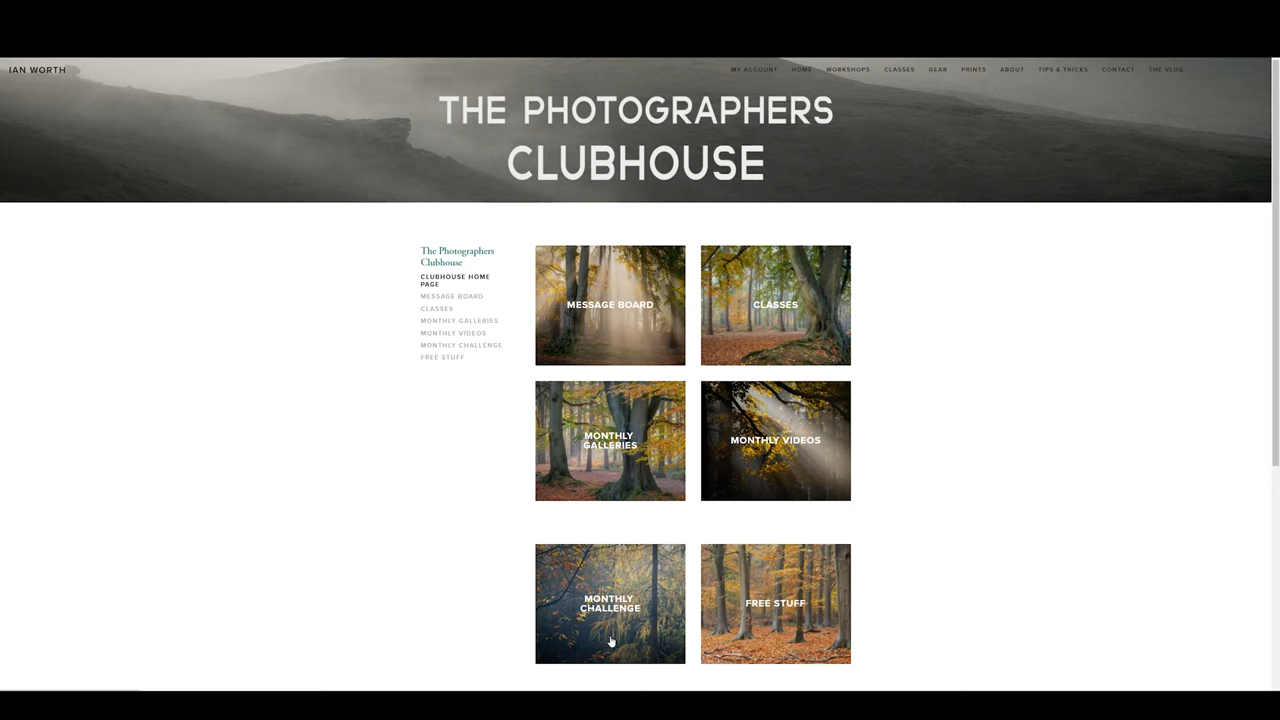 IAN WORTH
MY ACCOUNT HOME WORKSHOPS CLASSES GEAR PRINTS ABOUT TIPS & TRICKS CONTACT THE VLOG
THE PHOTOGRAPHERS
CLUBHOUSE
The Photographers
Clubhouse
CLUBHOUSE HOME
PAGE
MESSAGE BOARD
CLASSES
MONTHLY GALLERIES
MONTHLY VIDEOS
MONTHLY CHALLENGE
FREE STUFF
MESSAGE BOARD
CLASSES
MONTHLY
GALLERIES
MONTHLY VIDEOS
MONTHLY
CHALLENGE
FREE STUFF